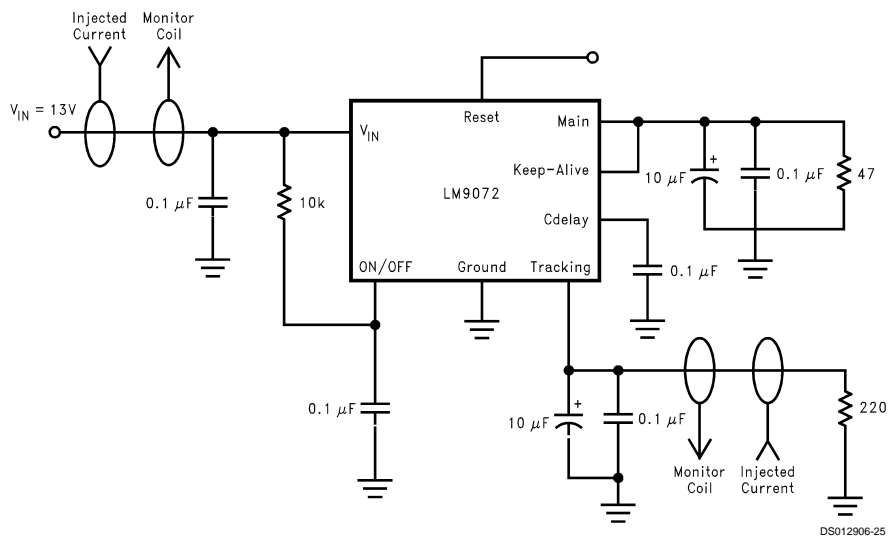 Injected
Current
Monitor
Coil
V_IN = 13V
V_IN
Reset
Main
Keep-Alive
LM9072
Cdelay
ON/OFF
Ground
Tracking
0.1 μF
10k
0.1 μF
10 μF
+
0.1 μF
47
0.1 μF
10 μF
+
0.1 μF
Monitor
Coil
Injected
Current
220
DS012906-25